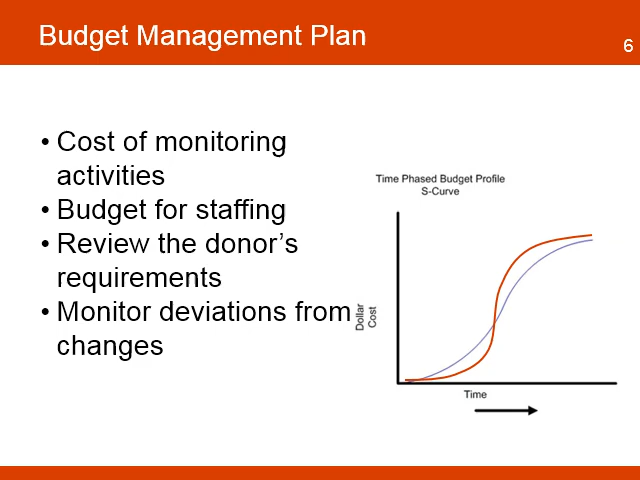 Budget Management Plan
6
• Cost of monitoring
activities
• Budget for staffing
• Review the donor’s
requirements
• Monitor deviations from
changes
Time Phased Budget Profile
S-Curve
Dollar
Cost
Time